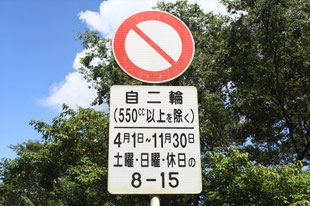 自二輪
(550cc以上を除く)
4月1日~11月30日
土曜・日曜・休日の
8-15